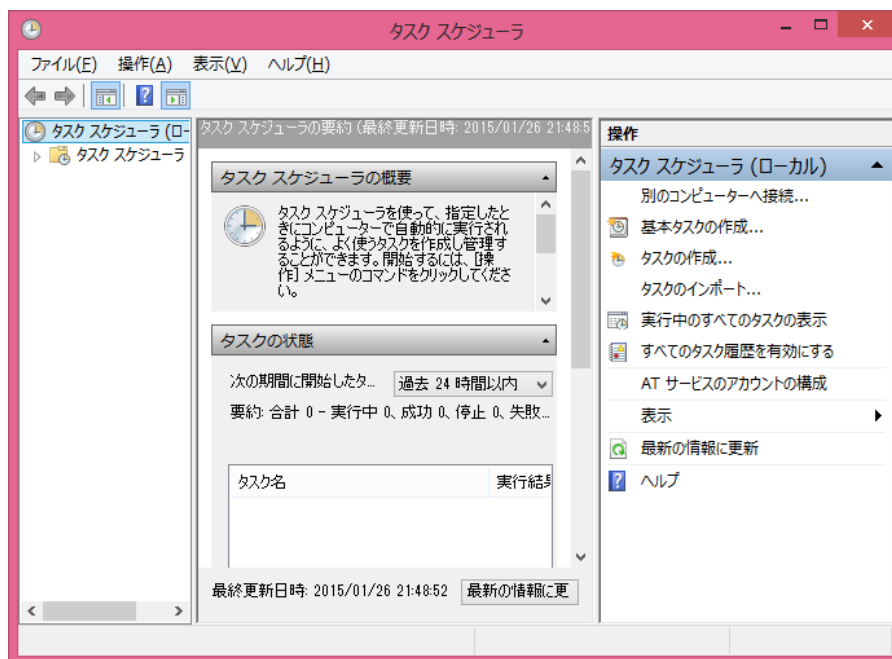 タスク スケジューラ
ファイル(F) 操作(A) 表示(V) ヘルプ(H)
タスク スケジューラ (ロー
タスク スケジューラ
タスク スケジューラの要約 (最終更新日時: 2015/01/26 21:48:5
タスク スケジューラの概要
タスク スケジューラを使って、指定したと
きにコンピューターで自動的に実行され
るように、よく使うタスクを作成し管理す
ることができます。開始するには、[操
作] メニューのコマンドをクリックしてくださ
い。
タスクの状態
次の期間に開始したタ... 過去 24 時間以内
要約: 合計 0 - 実行中 0、成功 0、停止 0、失敗...
タスク名 実行結果
最終更新日時: 2015/01/26 21:48:52 最新の情報に更
操作
タスク スケジューラ (ローカル)
別のコンピューターへ接続...
基本タスクの作成...
タスクの作成...
タスクのインポート...
実行中のすべてのタスクの表示
すべてのタスク履歴を有効にする
AT サービスのアカウントの構成
表示
最新の情報に更新
ヘルプ